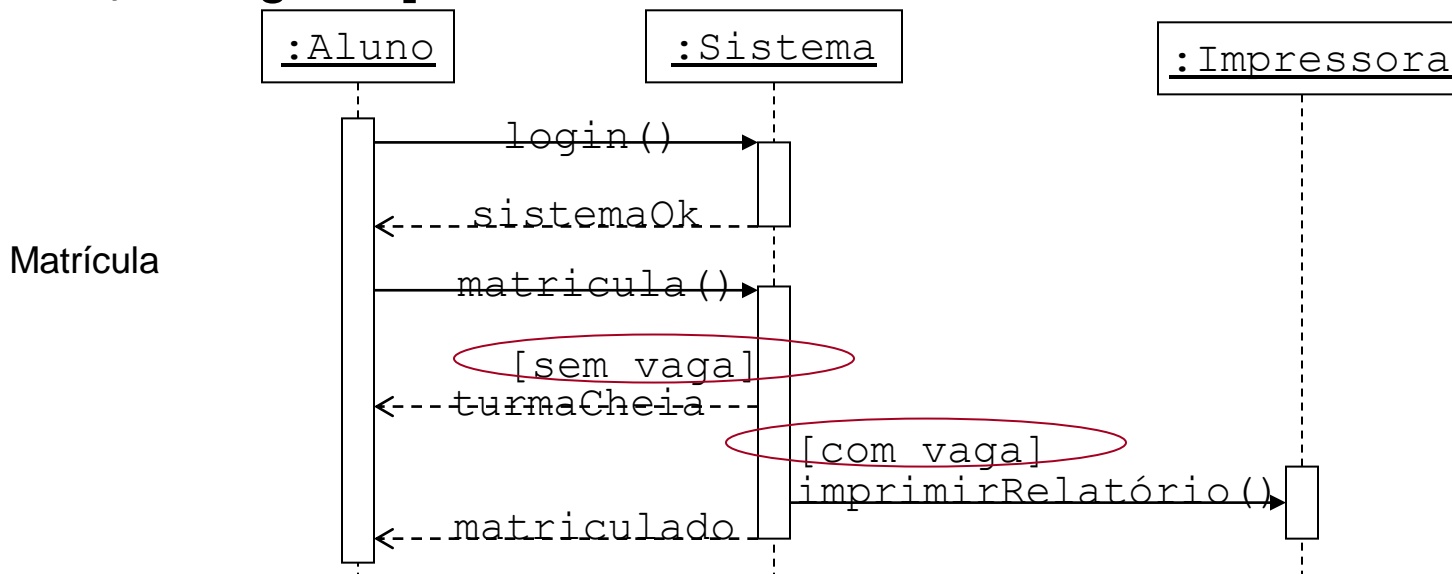 :Aluno
:Sistema
:Impressora
login()
sistemaOk
Matrícula
matricula()
[sem vaga]
turmaCheia
[com vaga]
imprimirRelatório()
matriculado